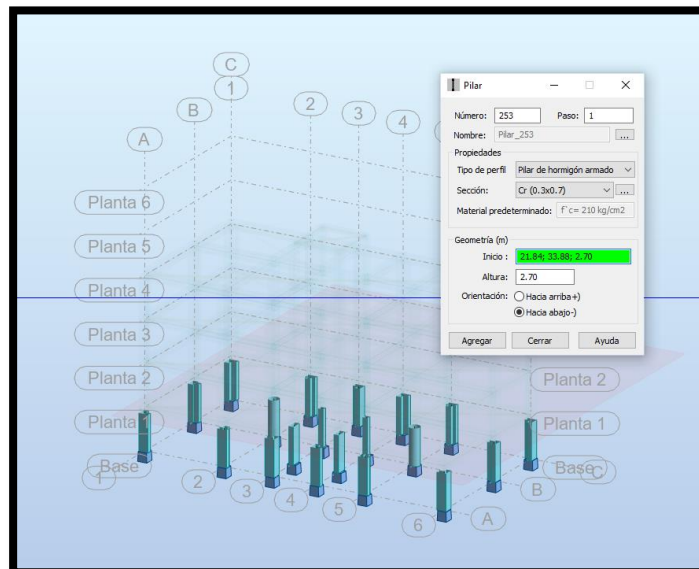 C
1
B
2
A
3
4
Planta 6
Planta 5
Planta 4
Planta 3
Planta 2
Planta 1
Base
1
2
3
4
5
6
A
B
C
Base
Planta 1
Planta 2
Pilar
Número: 253 Paso: 1
Nombre: Pilar_253 ...
Propiedades
Tipo de perfil Pilar de hormigón armado
Sección: Cr (0.3x0.7) ...
Material predeterminado: f´c= 210 kg/cm2
Geometría (m)
Inicio : 21.84; 33.88; 2.70
Altura: 2.70
Orientación: Hacia arriba+)
Hacia abajo-)
Agregar Cerrar Ayuda